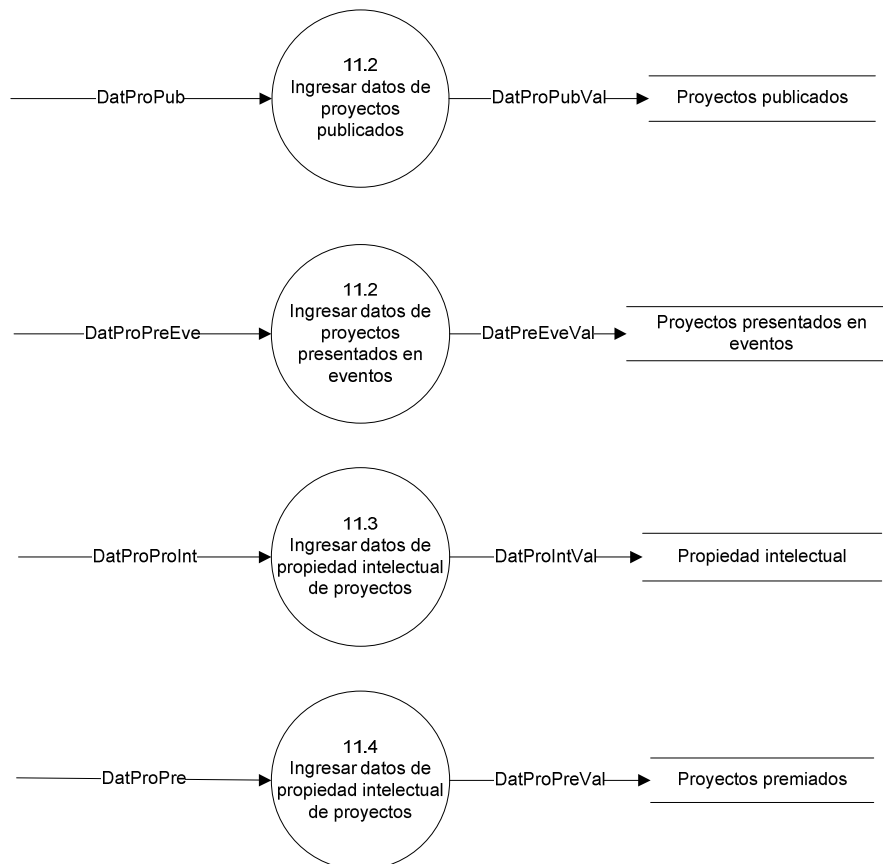 11.2
DatProPub
Ingresar datos de
proyectos
publicados
DatProPubVal
Proyectos publicados
11.2
DatProPreEve
Ingresar datos de
proyectos
presentados en
eventos
DatPreEveVal
Proyectos presentados en
eventos
11.3
DatProProInt
Ingresar datos de
propiedad intelectual
de proyectos
DatProIntVal
Propiedad intelectual
11.4
DatProPre
Ingresar datos de
propiedad intelectual
de proyectos
DatProPreVal
Proyectos premiados